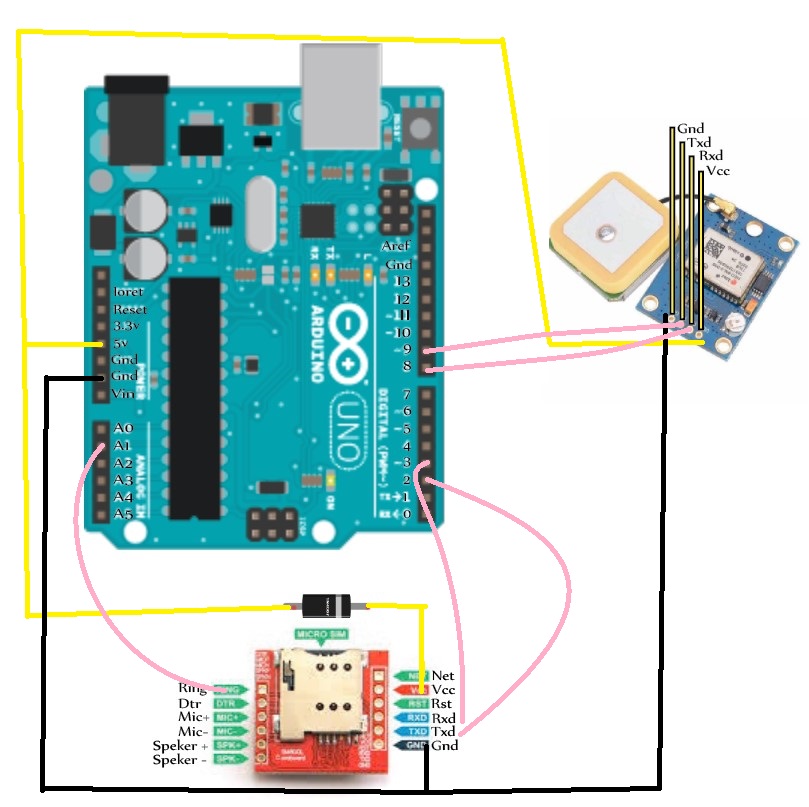 Gnd
Txd
Rxd
Vcc
RESET
Aref
Gnd
13
12
11
10
9
8
RX
TX
L
ARDUINO
UNO
Ioret
Reset
3.3v
5v
Gnd
Gnd
Vin
POWER
7
6
5
4
3
2
TX→1
RX←0
DIGITAL (PWM~)
A0
A1
A2
A3
A4
A5
ANALOG IN
ON
ICSP
MICRO SIM
Ring RING
Dtr DTR
Mic+ MIC+
Mic- MIC-
Speker + SPK+
Speker - SPK-
Net
Vcc
RST Rst
RXD Rxd
TXD Txd
GND Gnd